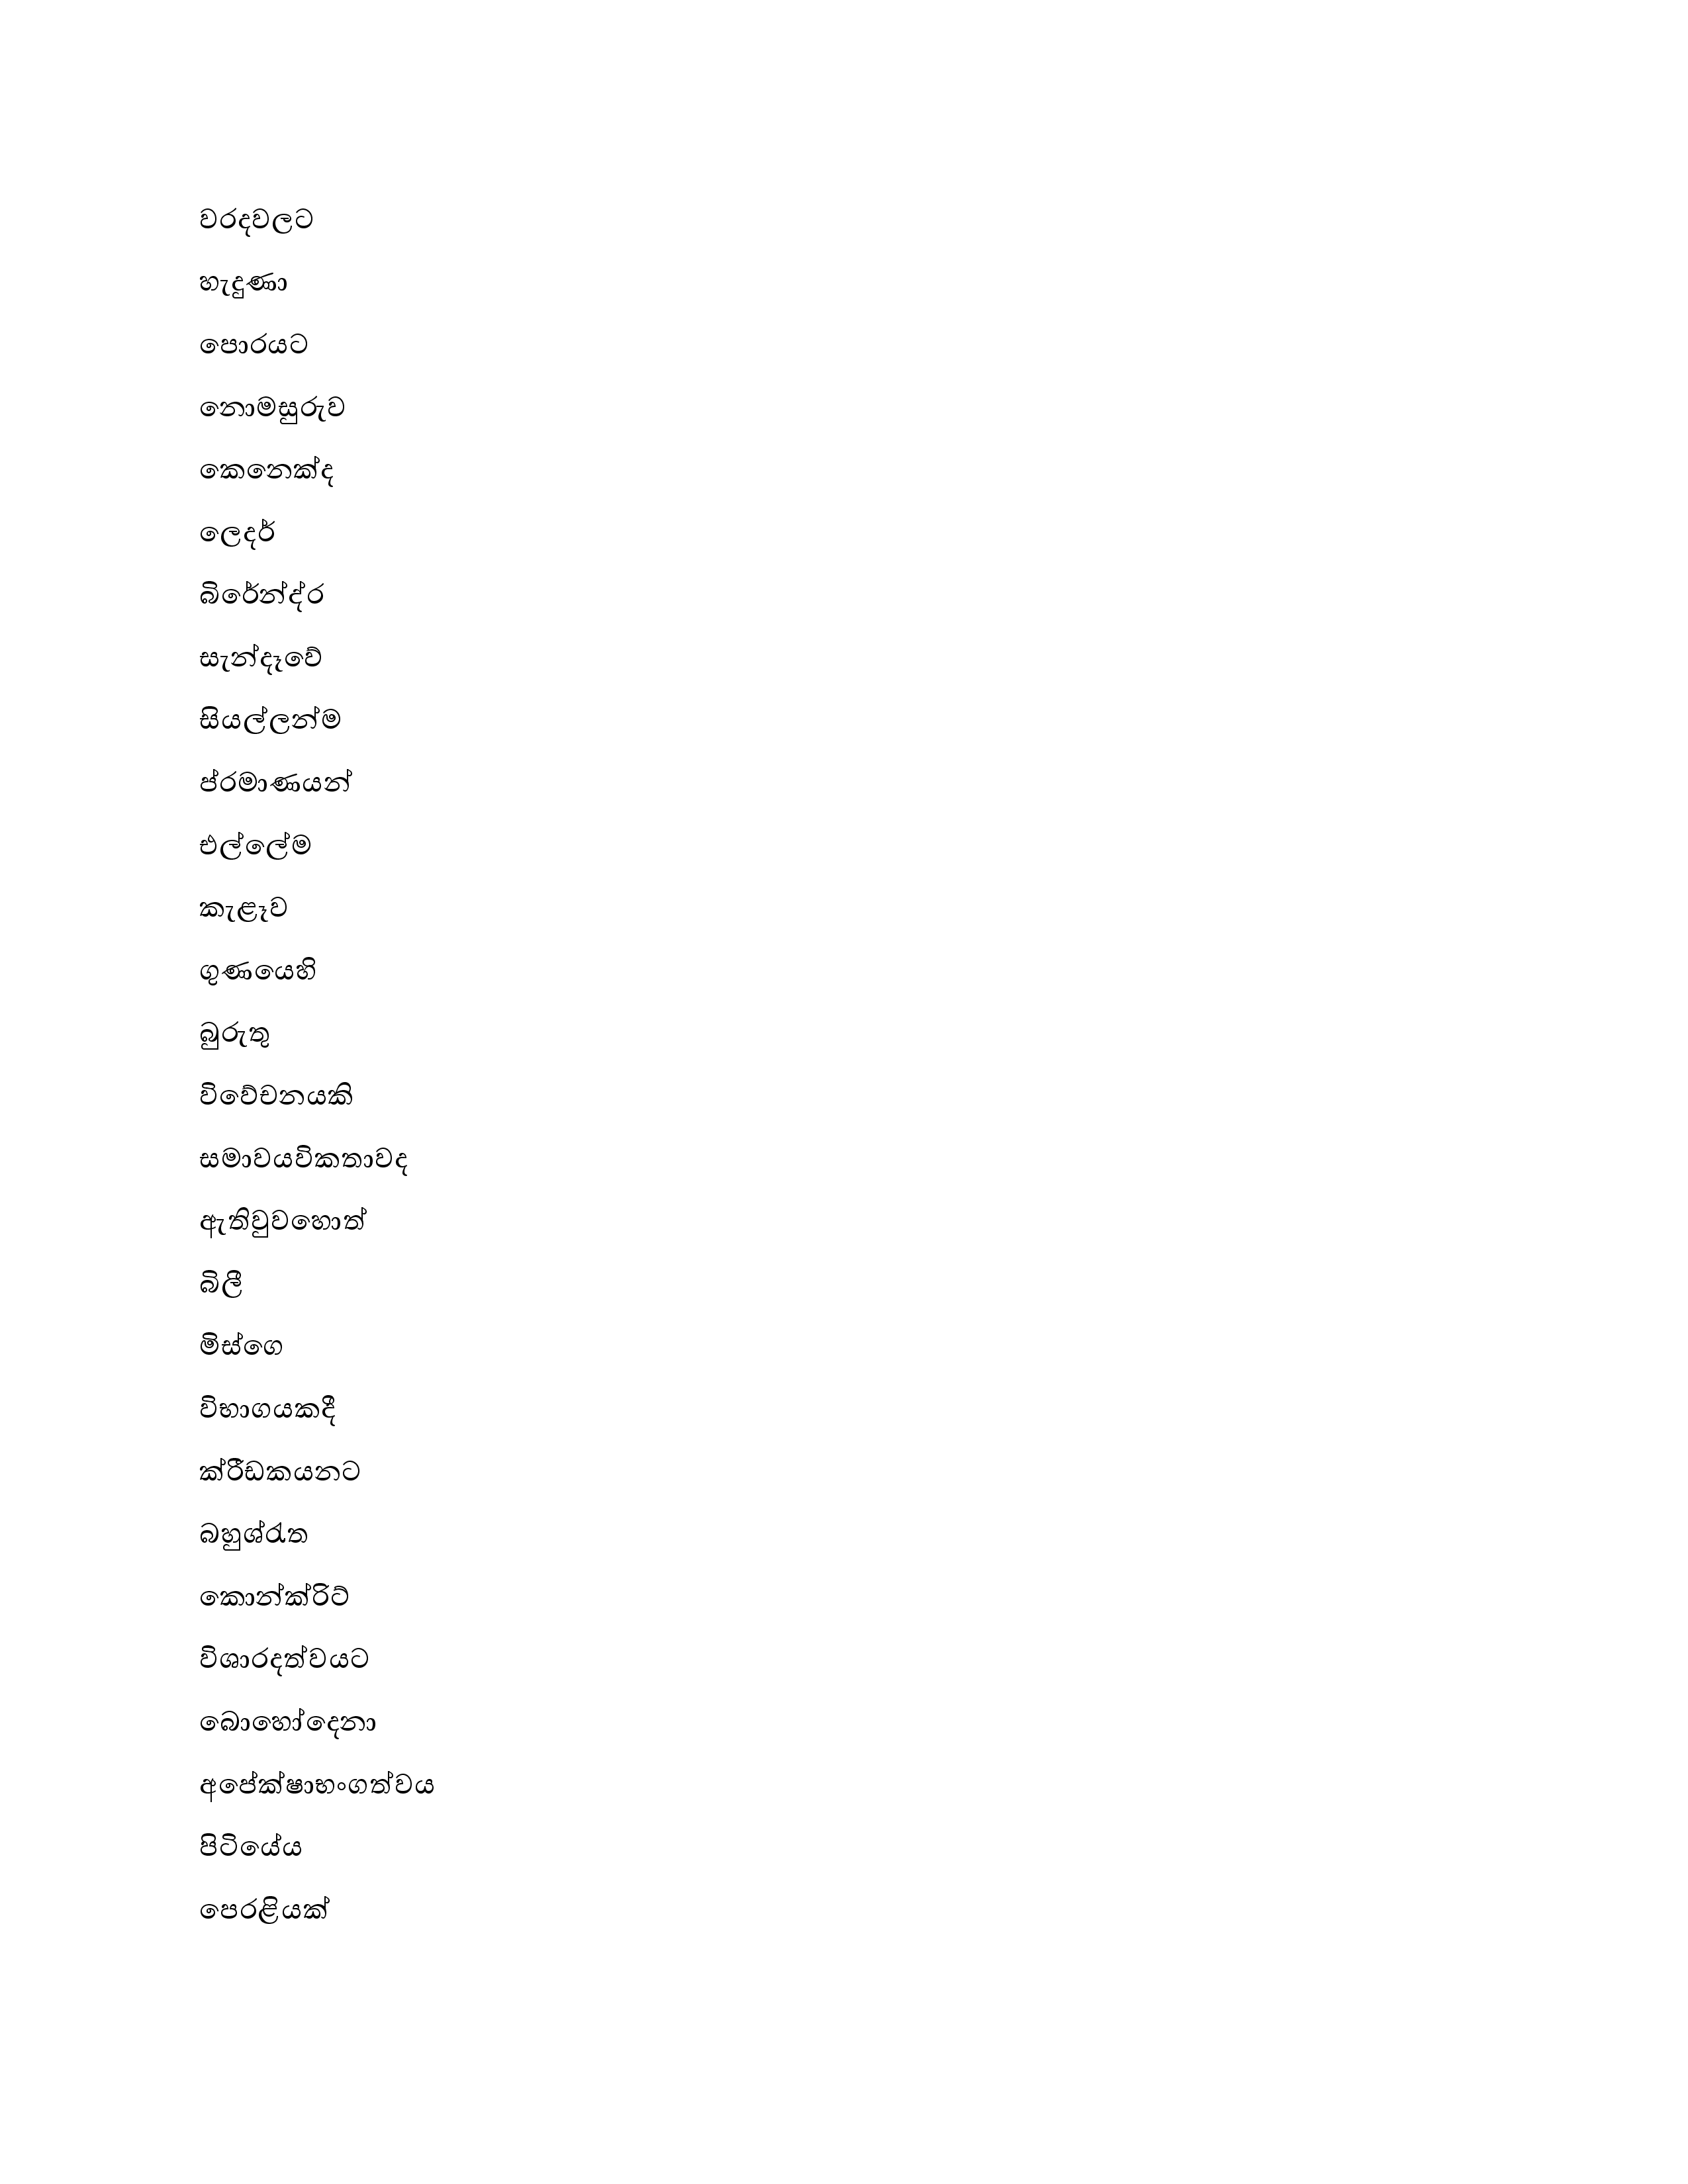 වරදවලට
හැදුණා
පොරයට
නොමසුරුව
කෙනෙක්ද
ලෙදර්
බිරේන්ද්ර
සැන්දෑවේ
සියල්ලන්ම
ප්රමාණයන්
එල්ලේම
කැළෑව
ගුණයෙහි
බුරුතු
විවේචනයකි
සමාවයවිකතාවද
ඇතිවුවහොත්
බිලී
මිස්ගෙ
විභාගයකදී
ක්රීඩකයනට
බහුශ්රැත
කොන්ක්රිට්
විශාරදත්වයට
බොහෝදෙනා
අපේක්ෂාභංගත්වය
පිටියේය
පෙරළියක්